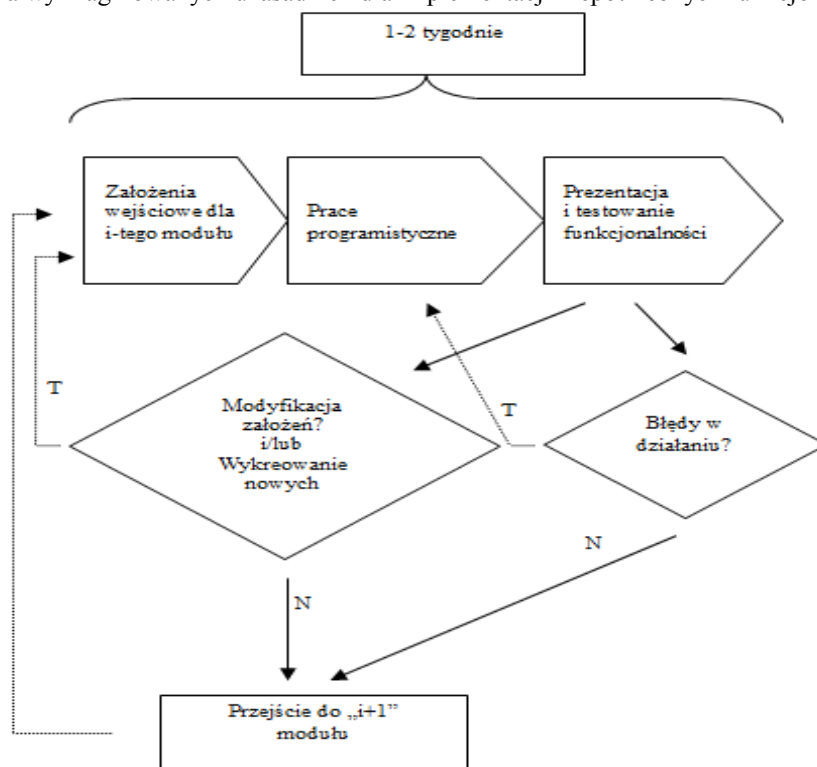 1-2 tygodnie
Założenia
wejściowe dla
i-tego modułu
Prace
programistyczne
Prezentacja
i testowanie
funkcjonalności
T
Modyfikacja
założeń?
i/lub
Wykreowanie
nowych
T
Błędy w
działaniu?
N
N
Przejście do „i+1”
modułu